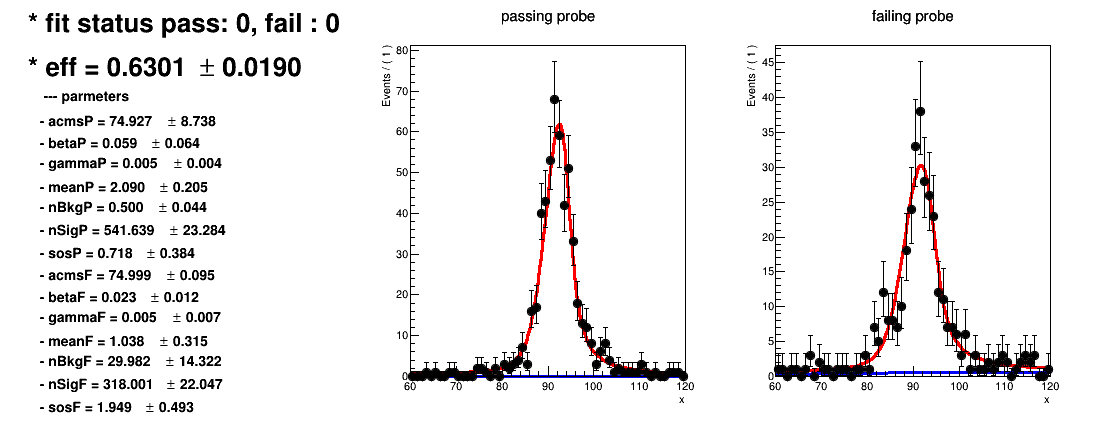 * fit status pass: 0, fail : 0
* eff = 0.6301 ± 0.0190
--- parmeters
- acmsP = 74.927 ± 8.738
- betaP = 0.059 ± 0.064
- gammaP = 0.005 ± 0.004
- meanP = 2.090 ± 0.205
- nBkgP = 0.500 ± 0.044
- nSigP = 541.639 ± 23.284
- sosP = 0.718 ± 0.384
- acmsF = 74.999 ± 0.095
- betaF = 0.023 ± 0.012
- gammaF = 0.005 ± 0.007
- meanF = 1.038 ± 0.315
- nBkgF = 29.982 ± 14.322
- nSigF = 318.001 ± 22.047
- sosF = 1.949 ± 0.493
passing probe
Events / ( 1 )
80
70
60
50
40
30
20
10
0
60 70 80 90 100 110 120
x
failing probe
Events / ( 1 )
45
40
35
30
25
20
15
10
5
0
60 70 80 90 100 110 120
x